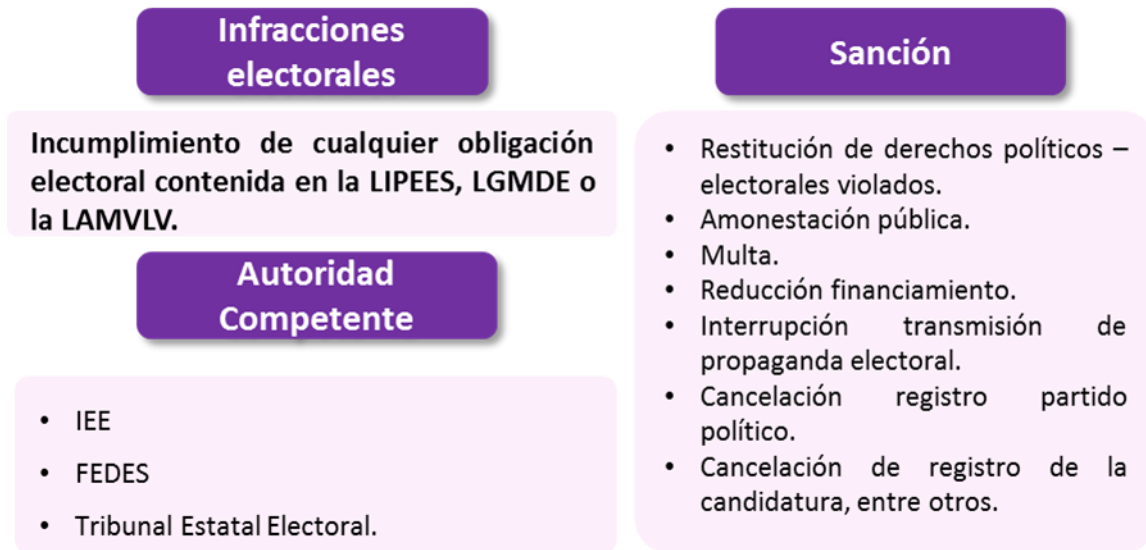 Infracciones
electorales
Incumplimiento de cualquier obligación
electoral contenida en la LIPEES, LGMDE o
la LAMVLV.
Autoridad
Competente
• IEE
• FEDES
• Tribunal Estatal Electoral.
Sanción
• Restitución de derechos políticos –
electorales violados.
• Amonestación pública.
• Multa.
• Reducción financiamiento.
• Interrupción transmisión de
propaganda electoral.
• Cancelación registro partido
político.
• Cancelación de registro de la
candidatura, entre otros.